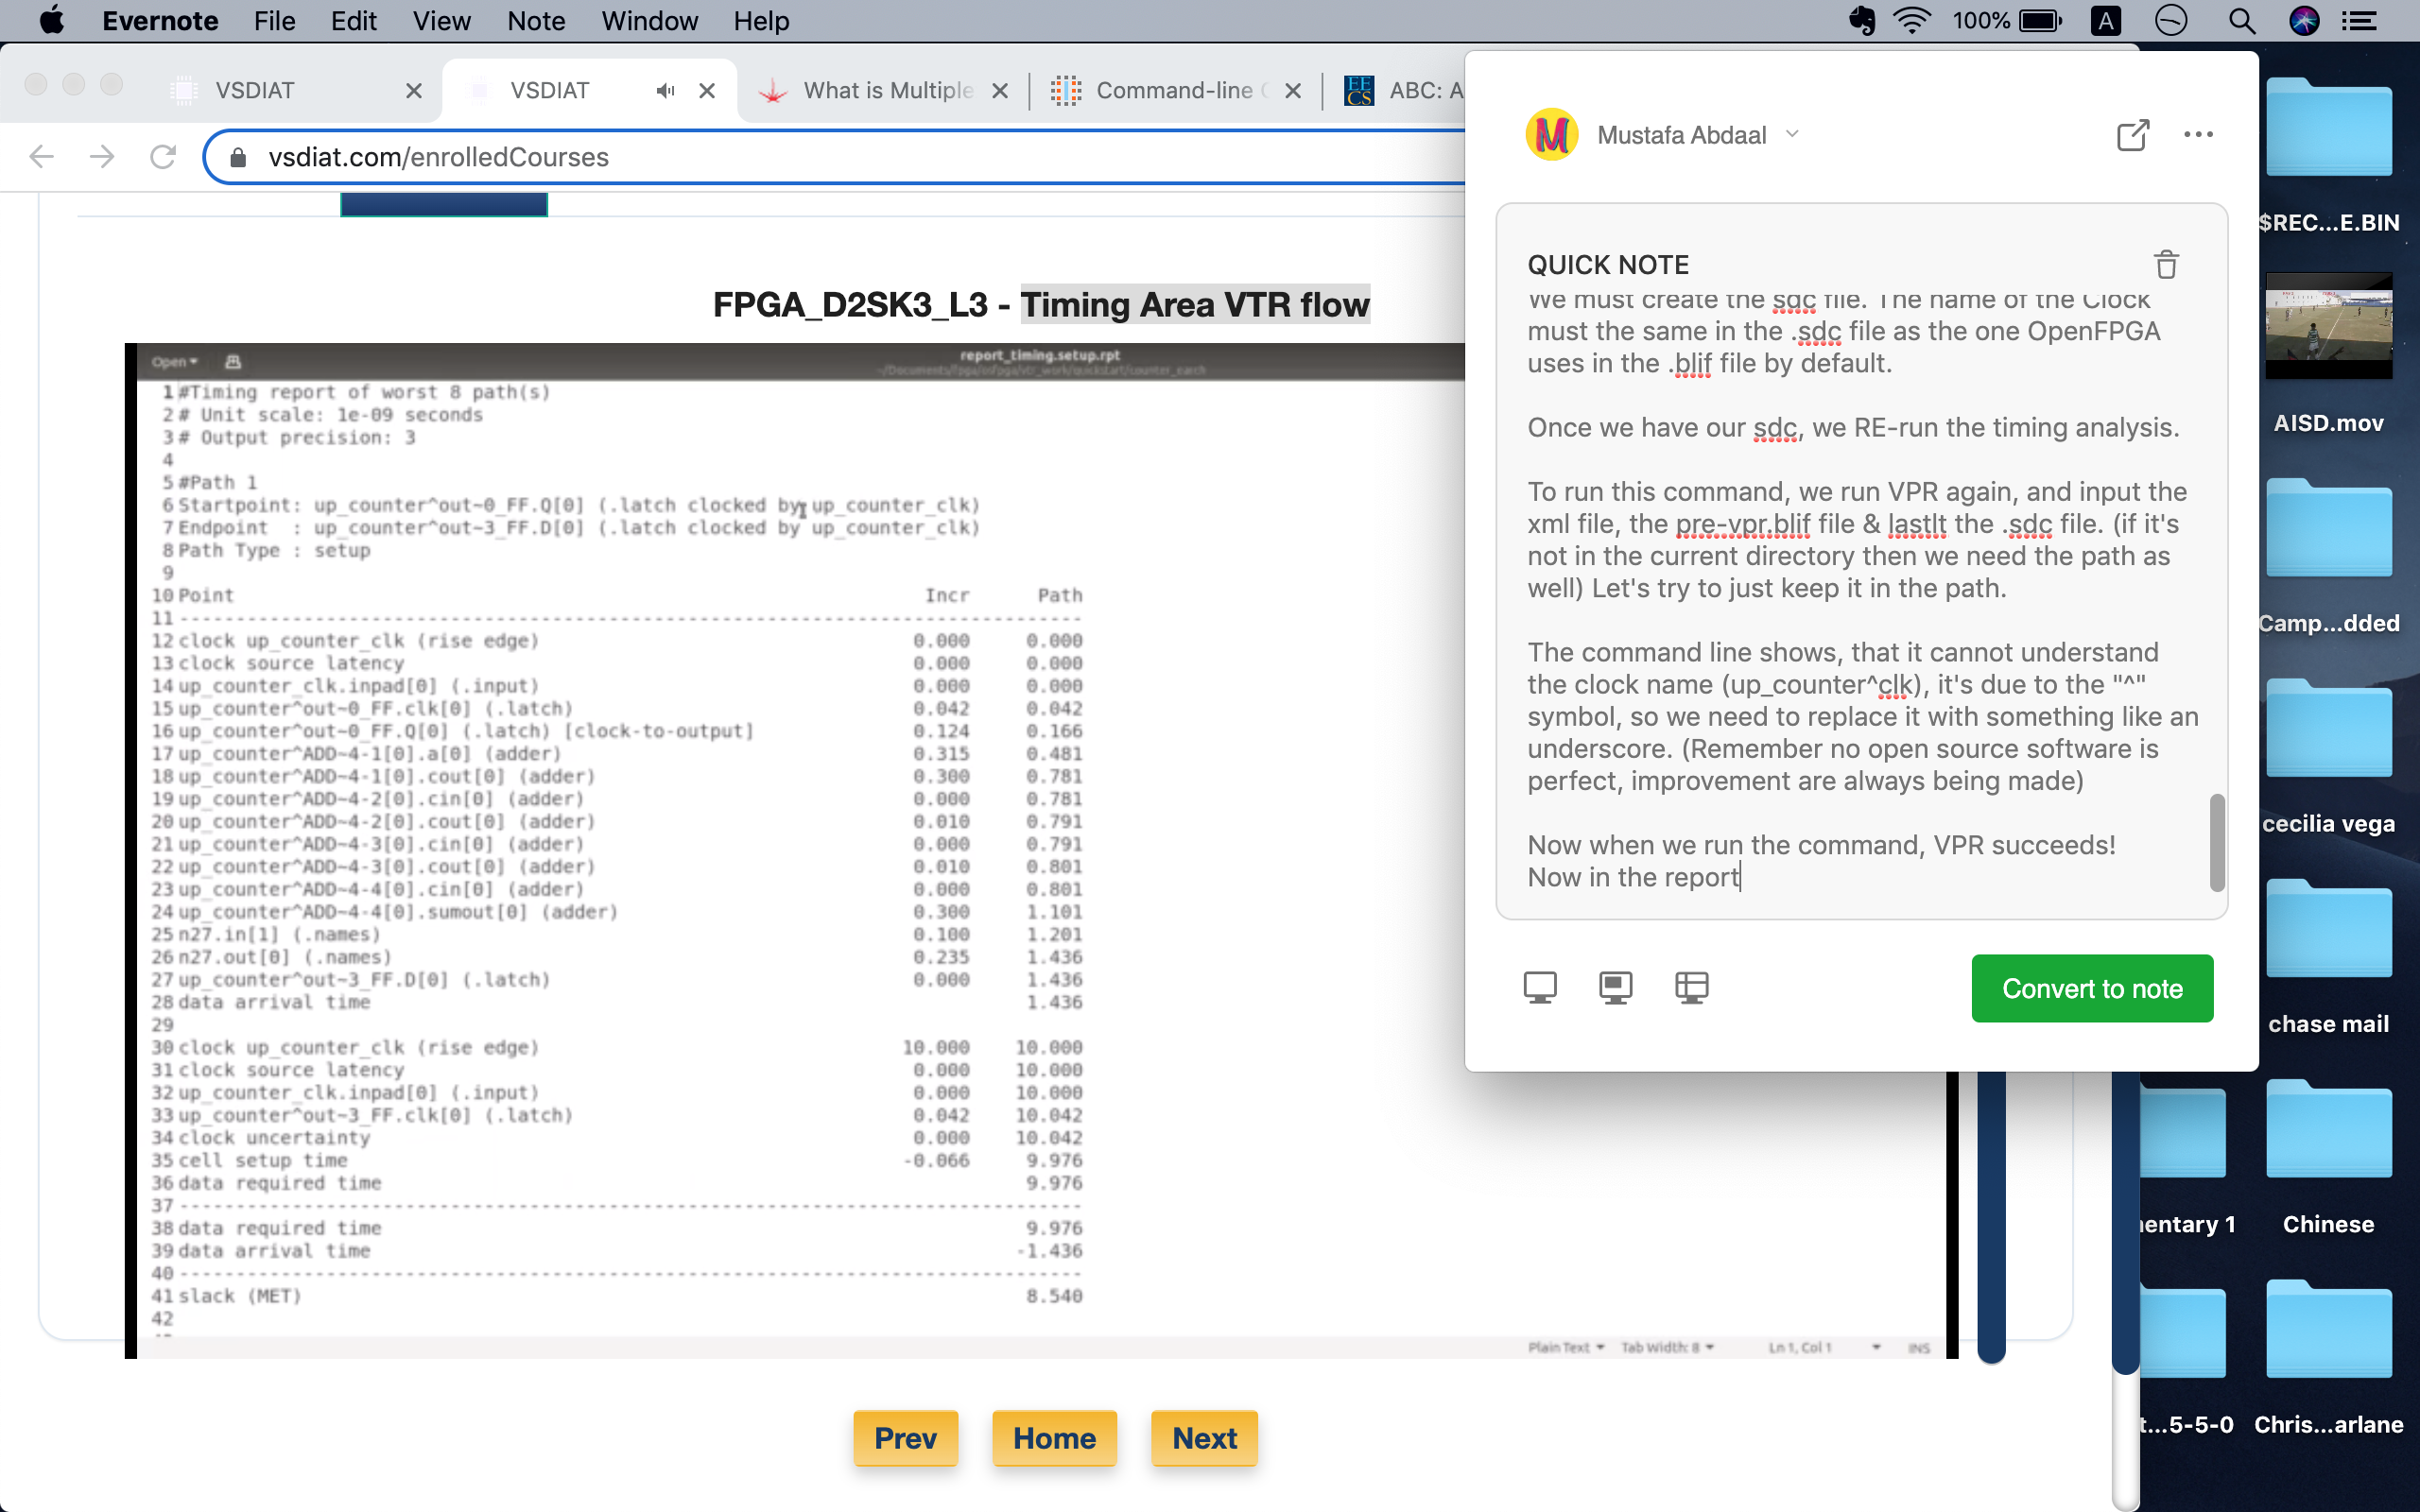 Evernote File Edit View Note Window Help 100% A
VSDIAT VSDIAT What is Multiple Command-line EECS ABC: A
vsdiat.com/enrolledCourses
FPGA_D2SK3_L3 - Timing Area VTR flow
Open report_timing.setup.rpt
1 #Timing report of worst 8 path(s)
2 # Unit scale: 1e-09 seconds
3 # Output precision: 3
4
5 #Path 1
6 Startpoint: up_counter^out~0_FF.Q[0] (.latch clocked by up_counter_clk)
7 Endpoint : up_counter^out~3_FF.D[0] (.latch clocked by up_counter_clk)
8 Path Type : setup
9
10 Point Incr Path
11 --------------------------------------------------------------------------------
12 clock up_counter_clk (rise edge) 0.000 0.000
13 clock source latency 0.000 0.000
14 up_counter_clk.inpad[0] (.input) 0.000 0.000
15 up_counter^out~0_FF.clk[0] (.latch) 0.042 0.042
16 up_counter^out~0_FF.Q[0] (.latch) [clock-to-output] 0.124 0.166
17 up_counter^ADD~4-1[0].a[0] (adder) 0.315 0.481
18 up_counter^ADD~4-1[0].cout[0] (adder) 0.300 0.781
19 up_counter^ADD~4-2[0].cin[0] (adder) 0.000 0.781
20 up_counter^ADD~4-2[0].cout[0] (adder) 0.010 0.791
21 up_counter^ADD~4-3[0].cin[0] (adder) 0.000 0.791
22 up_counter^ADD~4-3[0].cout[0] (adder) 0.010 0.801
23 up_counter^ADD~4-4[0].cin[0] (adder) 0.000 0.801
24 up_counter^ADD~4-4[0].sumout[0] (adder) 0.300 1.101
25 n27.in[1] (.names) 0.100 1.201
26 n27.out[0] (.names) 0.235 1.436
27 up_counter^out~3_FF.D[0] (.latch) 0.000 1.436
28 data arrival time 1.436
29
30 clock up_counter_clk (rise edge) 10.000 10.000
31 clock source latency 0.000 10.000
32 up_counter_clk.inpad[0] (.input) 0.000 10.000
33 up_counter^out~3_FF.clk[0] (.latch) 0.042 10.042
34 clock uncertainty 0.000 10.042
35 cell setup time -0.066 9.976
36 data required time 9.976
37 --------------------------------------------------------------------------------
38 data required time 9.976
39 data arrival time -1.436
40 --------------------------------------------------------------------------------
41 slack (MET) 8.540
42
Plain Text Tab Width: 8 Ln 1, Col 1 INS
Prev Home Next
Mustafa Abdaal
QUICK NOTE
We must create the sdc file. The name of the Clock
must the same in the .sdc file as the one OpenFPGA
uses in the .blif file by default.
Once we have our sdc, we RE-run the timing analysis.
To run this command, we run VPR again, and input the
xml file, the pre-vpr.blif file & lastlt the .sdc file. (if it's
not in the current directory then we need the path as
well) Let's try to just keep it in the path.
The command line shows, that it cannot understand
the clock name (up_counter^clk), it's due to the "^"
symbol, so we need to replace it with something like an
underscore. (Remember no open source software is
perfect, improvement are always being made)
Now when we run the command, VPR succeeds!
Now in the report
Convert to note
$REC...E.BIN
AISD.mov
Camp...dded
cecilia vega
chase mail
nentary 1 Chinese
t...5-5-0 Chris...arlane